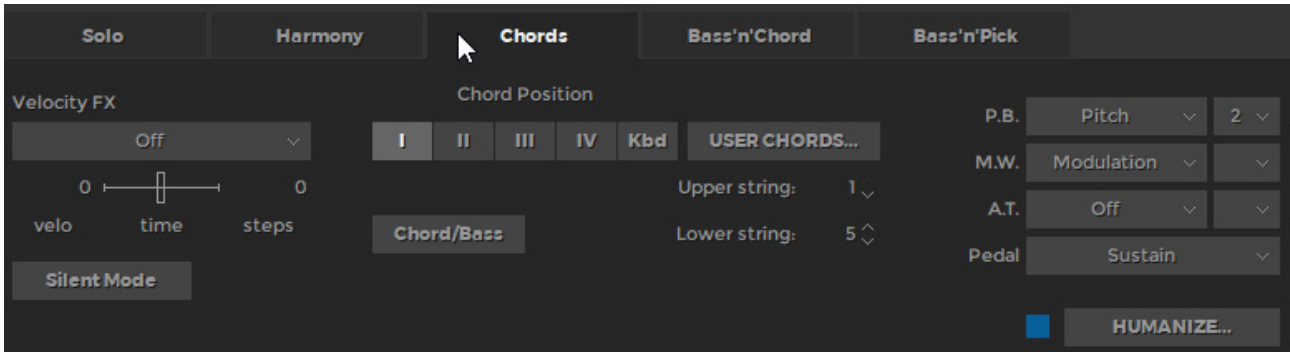 Solo Harmony Chords Bass'n'Chord Bass'n'Pick
Velocity FX
Off
0 0
velo time steps
Silent Mode
Chord Position
I II III IV Kbd USER CHORDS...
Upper string: 1
Chord/Bass
Lower string: 5
P.B. Pitch 2
M.W. Modulation
A.T. Off
Pedal Sustain
HUMANIZE...